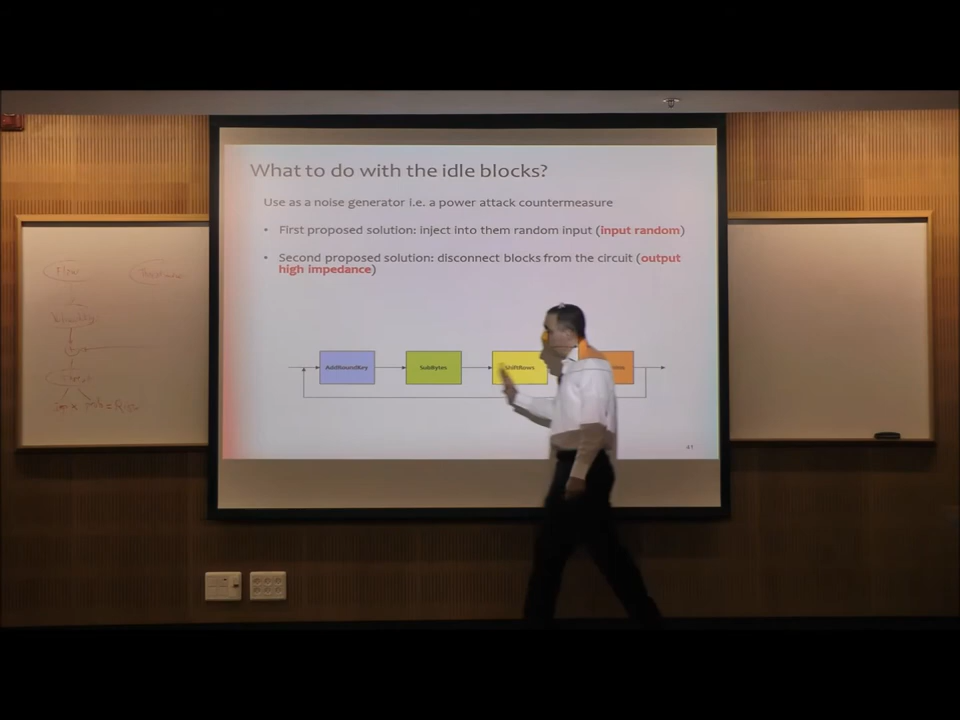 What to do with the idle blocks?
Use as a noise generator i.e. a power attack countermeasure
• First proposed solution: inject into them random input (input random)
• Second proposed solution: disconnect blocks from the circuit (output
high impedance)
AddRoundKey
SubBytes
ShiftRows
41